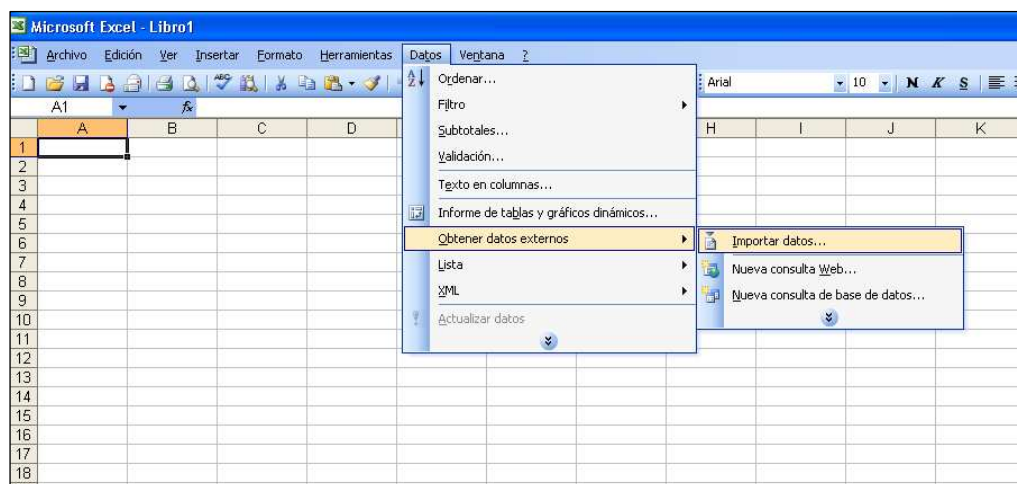 Microsoft Excel - Libro1
Archivo Edición Ver Insertar Formato Herramientas Datos Ventana ?
Arial 10 N K S
A1 fx
A B C D H I J K
Ordenar...
Filtro
Subtotales...
Validación...
Texto en columnas...
Informe de tablas y gráficos dinámicos...
Obtener datos externos
Lista
XML
Actualizar datos
Importar datos...
Nueva consulta Web...
Nueva consulta de base de datos...
1
2
3
4
5
6
7
8
9
10
11
12
13
14
15
16
17
18